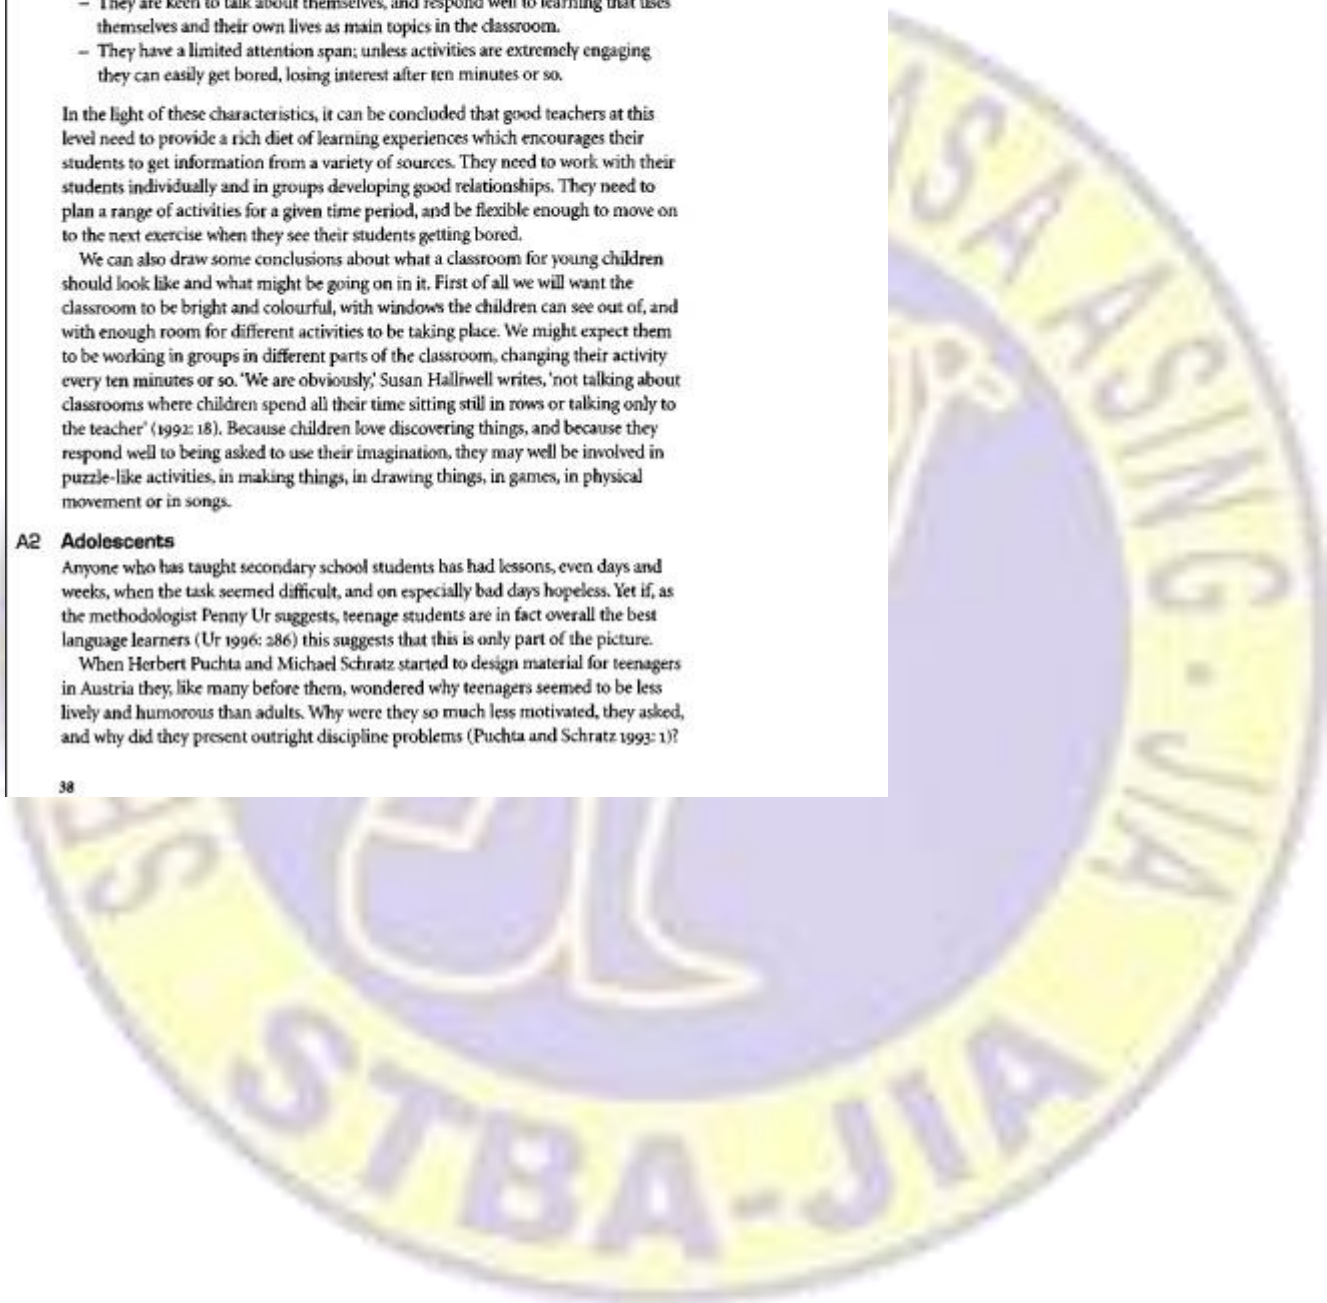 – They are keen to talk about themselves, and respond well to learning that uses
themselves and their own lives as main topics in the classroom.
– They have a limited attention span; unless activities are extremely engaging
they can easily get bored, losing interest after ten minutes or so.
In the light of these characteristics, it can be concluded that good teachers at this
level need to provide a rich diet of learning experiences which encourages their
students to get information from a variety of sources. They need to work with their
students individually and in groups developing good relationships. They need to
plan a range of activities for a given time period, and be flexible enough to move on
to the next exercise when they see their students getting bored.
We can also draw some conclusions about what a classroom for young children
should look like and what might be going on in it. First of all we will want the
classroom to be bright and colourful, with windows the children can see out of, and
with enough room for different activities to be taking place. We might expect them
to be working in groups in different parts of the classroom, changing their activity
every ten minutes or so. 'We are obviously,' Susan Halliwell writes, 'not talking about
classrooms where children spend all their time sitting still in rows or talking only to
the teacher' (1992: 18). Because children love discovering things, and because they
respond well to being asked to use their imagination, they may well be involved in
puzzle-like activities, in making things, in drawing things, in games, in physical
movement or in songs.
A2 Adolescents
Anyone who has taught secondary school students has had lessons, even days and
weeks, when the task seemed difficult, and on especially bad days hopeless. Yet if, as
the methodologist Penny Ur suggests, teenage students are in fact overall the best
language learners (Ur 1996: 286) this suggests that this is only part of the picture.
When Herbert Puchta and Michael Schratz started to design material for teenagers
in Austria they, like many before them, wondered why teenagers seemed to be less
lively and humorous than adults. Why were they so much less motivated, they asked,
and why did they present outright discipline problems (Puchta and Schratz 1993: 1)?
38
ASA ASING · JIA
STBA-JIA